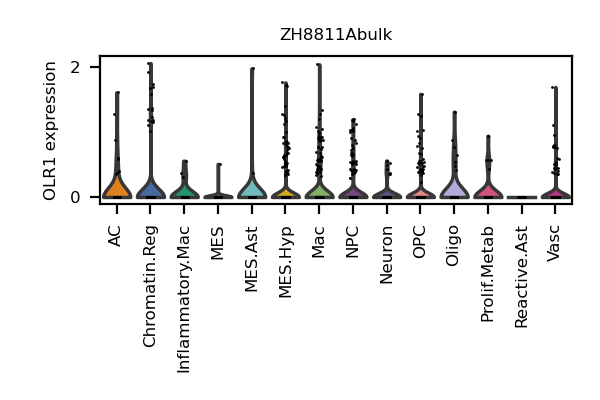 ZH8811Abulk
OLR1 expression
2
0
AC
Chromatin.Reg
Inflammatory.Mac
MES
MES.Ast
MES.Hyp
Mac
NPC
Neuron
OPC
Oligo
Prolif.Metab
Reactive.Ast
Vasc